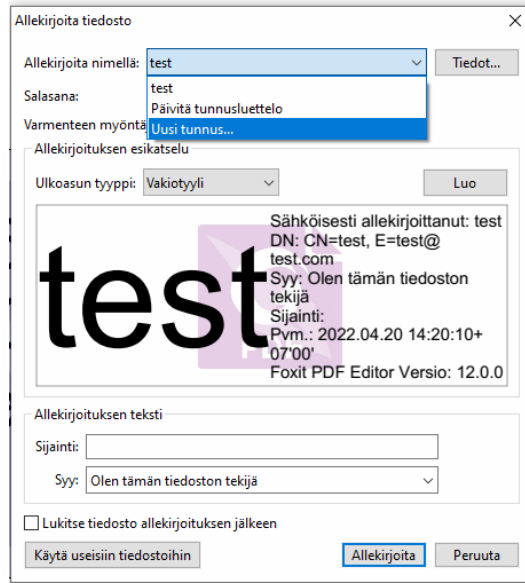 Allekirjoita tiedosto
Allekirjoita nimellä: test Tiedot...
test
Salasana:
Päivitä tunnusluettelo
Varmenteen myöntä
Uusi tunnus...
Allekirjoituksen esikatselu
Ulkoasun tyyppi: Vakiotyyli Luo
test
Sähköisesti allekirjoittanut: test
DN: CN=test, E=test@
test.com
Syy: Olen tämän tiedoston
tekijä
Sijainti:
Pvm.: 2022.04.20 14:20:10+
07'00'
Foxit PDF Editor Versio: 12.0.0
PDF
Allekirjoituksen teksti
Sijainti:
Syy: Olen tämän tiedoston tekijä
Lukitse tiedosto allekirjoituksen jälkeen
Käytä useisiin tiedostoihin Allekirjoita Peruuta